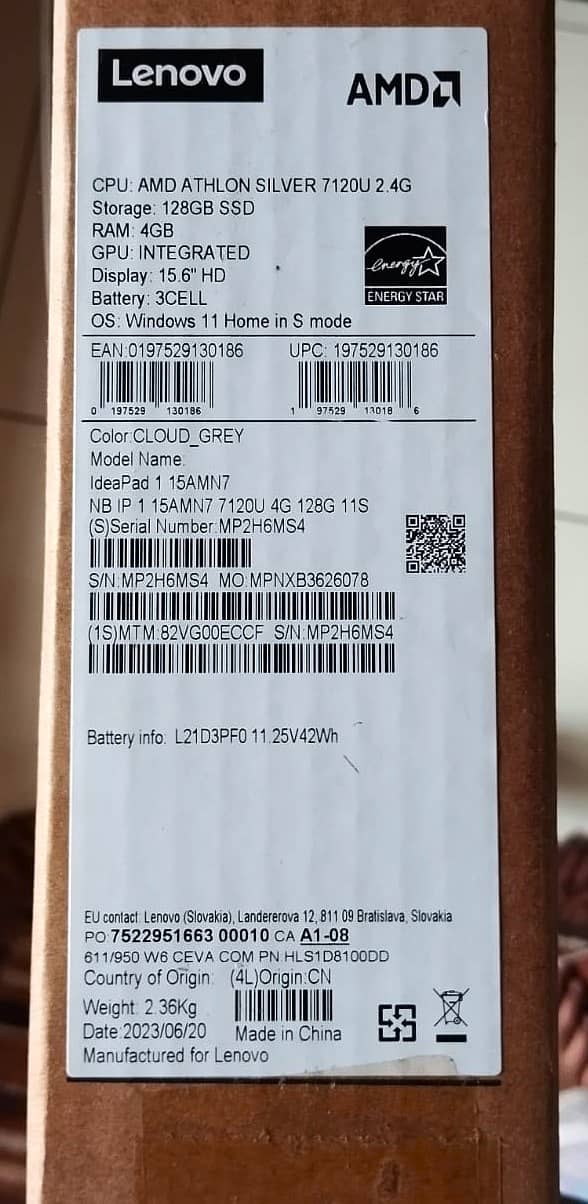 Lenovo
AMD
CPU: AMD ATHLON SILVER 7120U 2.4G
Storage: 128GB SSD
RAM: 4GB
GPU: INTEGRATED
Display: 15.6" HD
Battery: 3CELL
OS: Windows 11 Home in S mode
energy
ENERGY STAR
EAN:0197529130186 UPC: 197529130186
0 197529 130186 1 97529 13018 6
Color:CLOUD_GREY
Model Name:
IdeaPad 1 15AMN7
NB IP 1 15AMN7 7120U 4G 128G 11S
(S)Serial Number:MP2H6MS4
S/N:MP2H6MS4 MO:MPNXB3626078
(1S)MTM:82VG00ECCF S/N:MP2H6MS4
Battery info: L21D3PF0 11.25V42Wh
EU contact: Lenovo (Slovakia), Landererova 12, 811 09 Bratislava, Slovakia
PO 7522951663 00010 CA A1-08
611/950 W6 CEVA COM PN:HLS1D8100DD
Country of Origin: (4L)Origin:CN
Weight: 2.36Kg
Date:2023/06/20 Made in China
Manufactured for Lenovo